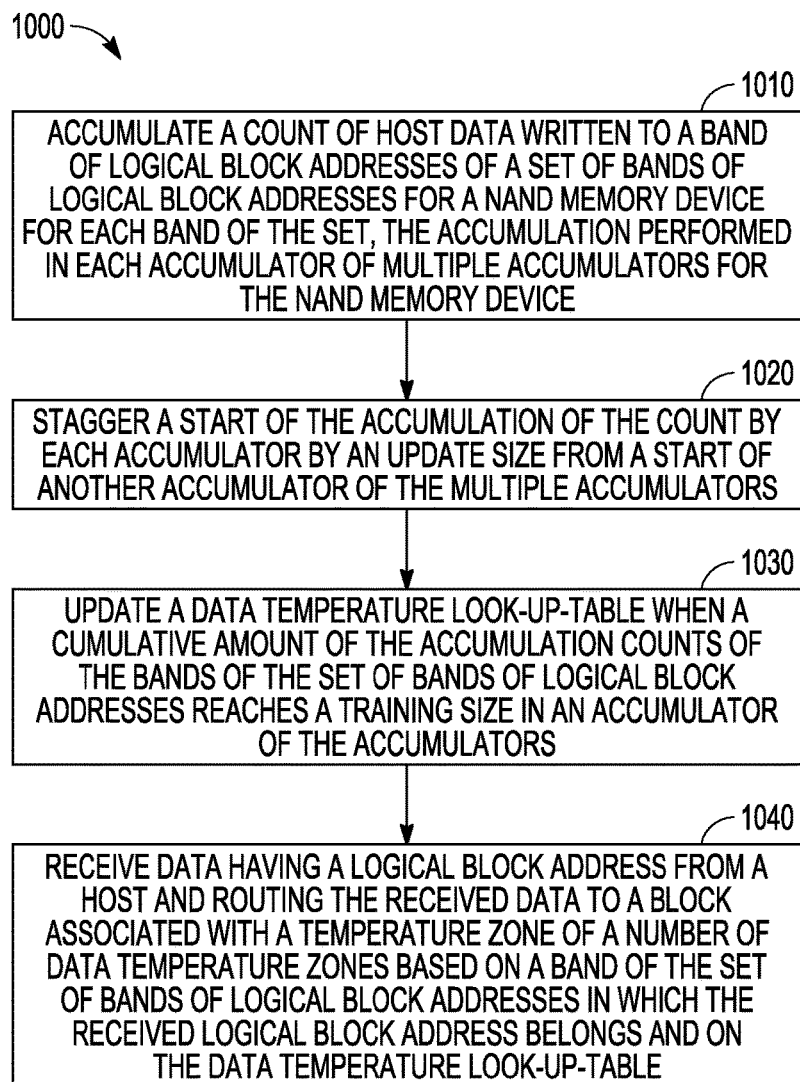 1000
1010
ACCUMULATE A COUNT OF HOST DATA WRITTEN TO A BAND
OF LOGICAL BLOCK ADDRESSES OF A SET OF BANDS OF
LOGICAL BLOCK ADDRESSES FOR A NAND MEMORY DEVICE
FOR EACH BAND OF THE SET, THE ACCUMULATION PERFORMED
IN EACH ACCUMULATOR OF MULTIPLE ACCUMULATORS FOR
THE NAND MEMORY DEVICE
1020
STAGGER A START OF THE ACCUMULATION OF THE COUNT BY
EACH ACCUMULATOR BY AN UPDATE SIZE FROM A START OF
ANOTHER ACCUMULATOR OF THE MULTIPLE ACCUMULATORS
1030
UPDATE A DATA TEMPERATURE LOOK-UP-TABLE WHEN A
CUMULATIVE AMOUNT OF THE ACCUMULATION COUNTS OF
THE BANDS OF THE SET OF BANDS OF LOGICAL BLOCK
ADDRESSES REACHES A TRAINING SIZE IN AN ACCUMULATOR
OF THE ACCUMULATORS
1040
RECEIVE DATA HAVING A LOGICAL BLOCK ADDRESS FROM A
HOST AND ROUTING THE RECEIVED DATA TO A BLOCK
ASSOCIATED WITH A TEMPERATURE ZONE OF A NUMBER OF
DATA TEMPERATURE ZONES BASED ON A BAND OF THE SET
OF BANDS OF LOGICAL BLOCK ADDRESSES IN WHICH THE
RECEIVED LOGICAL BLOCK ADDRESS BELONGS AND ON
THE DATA TEMPERATURE LOOK-UP-TABLE